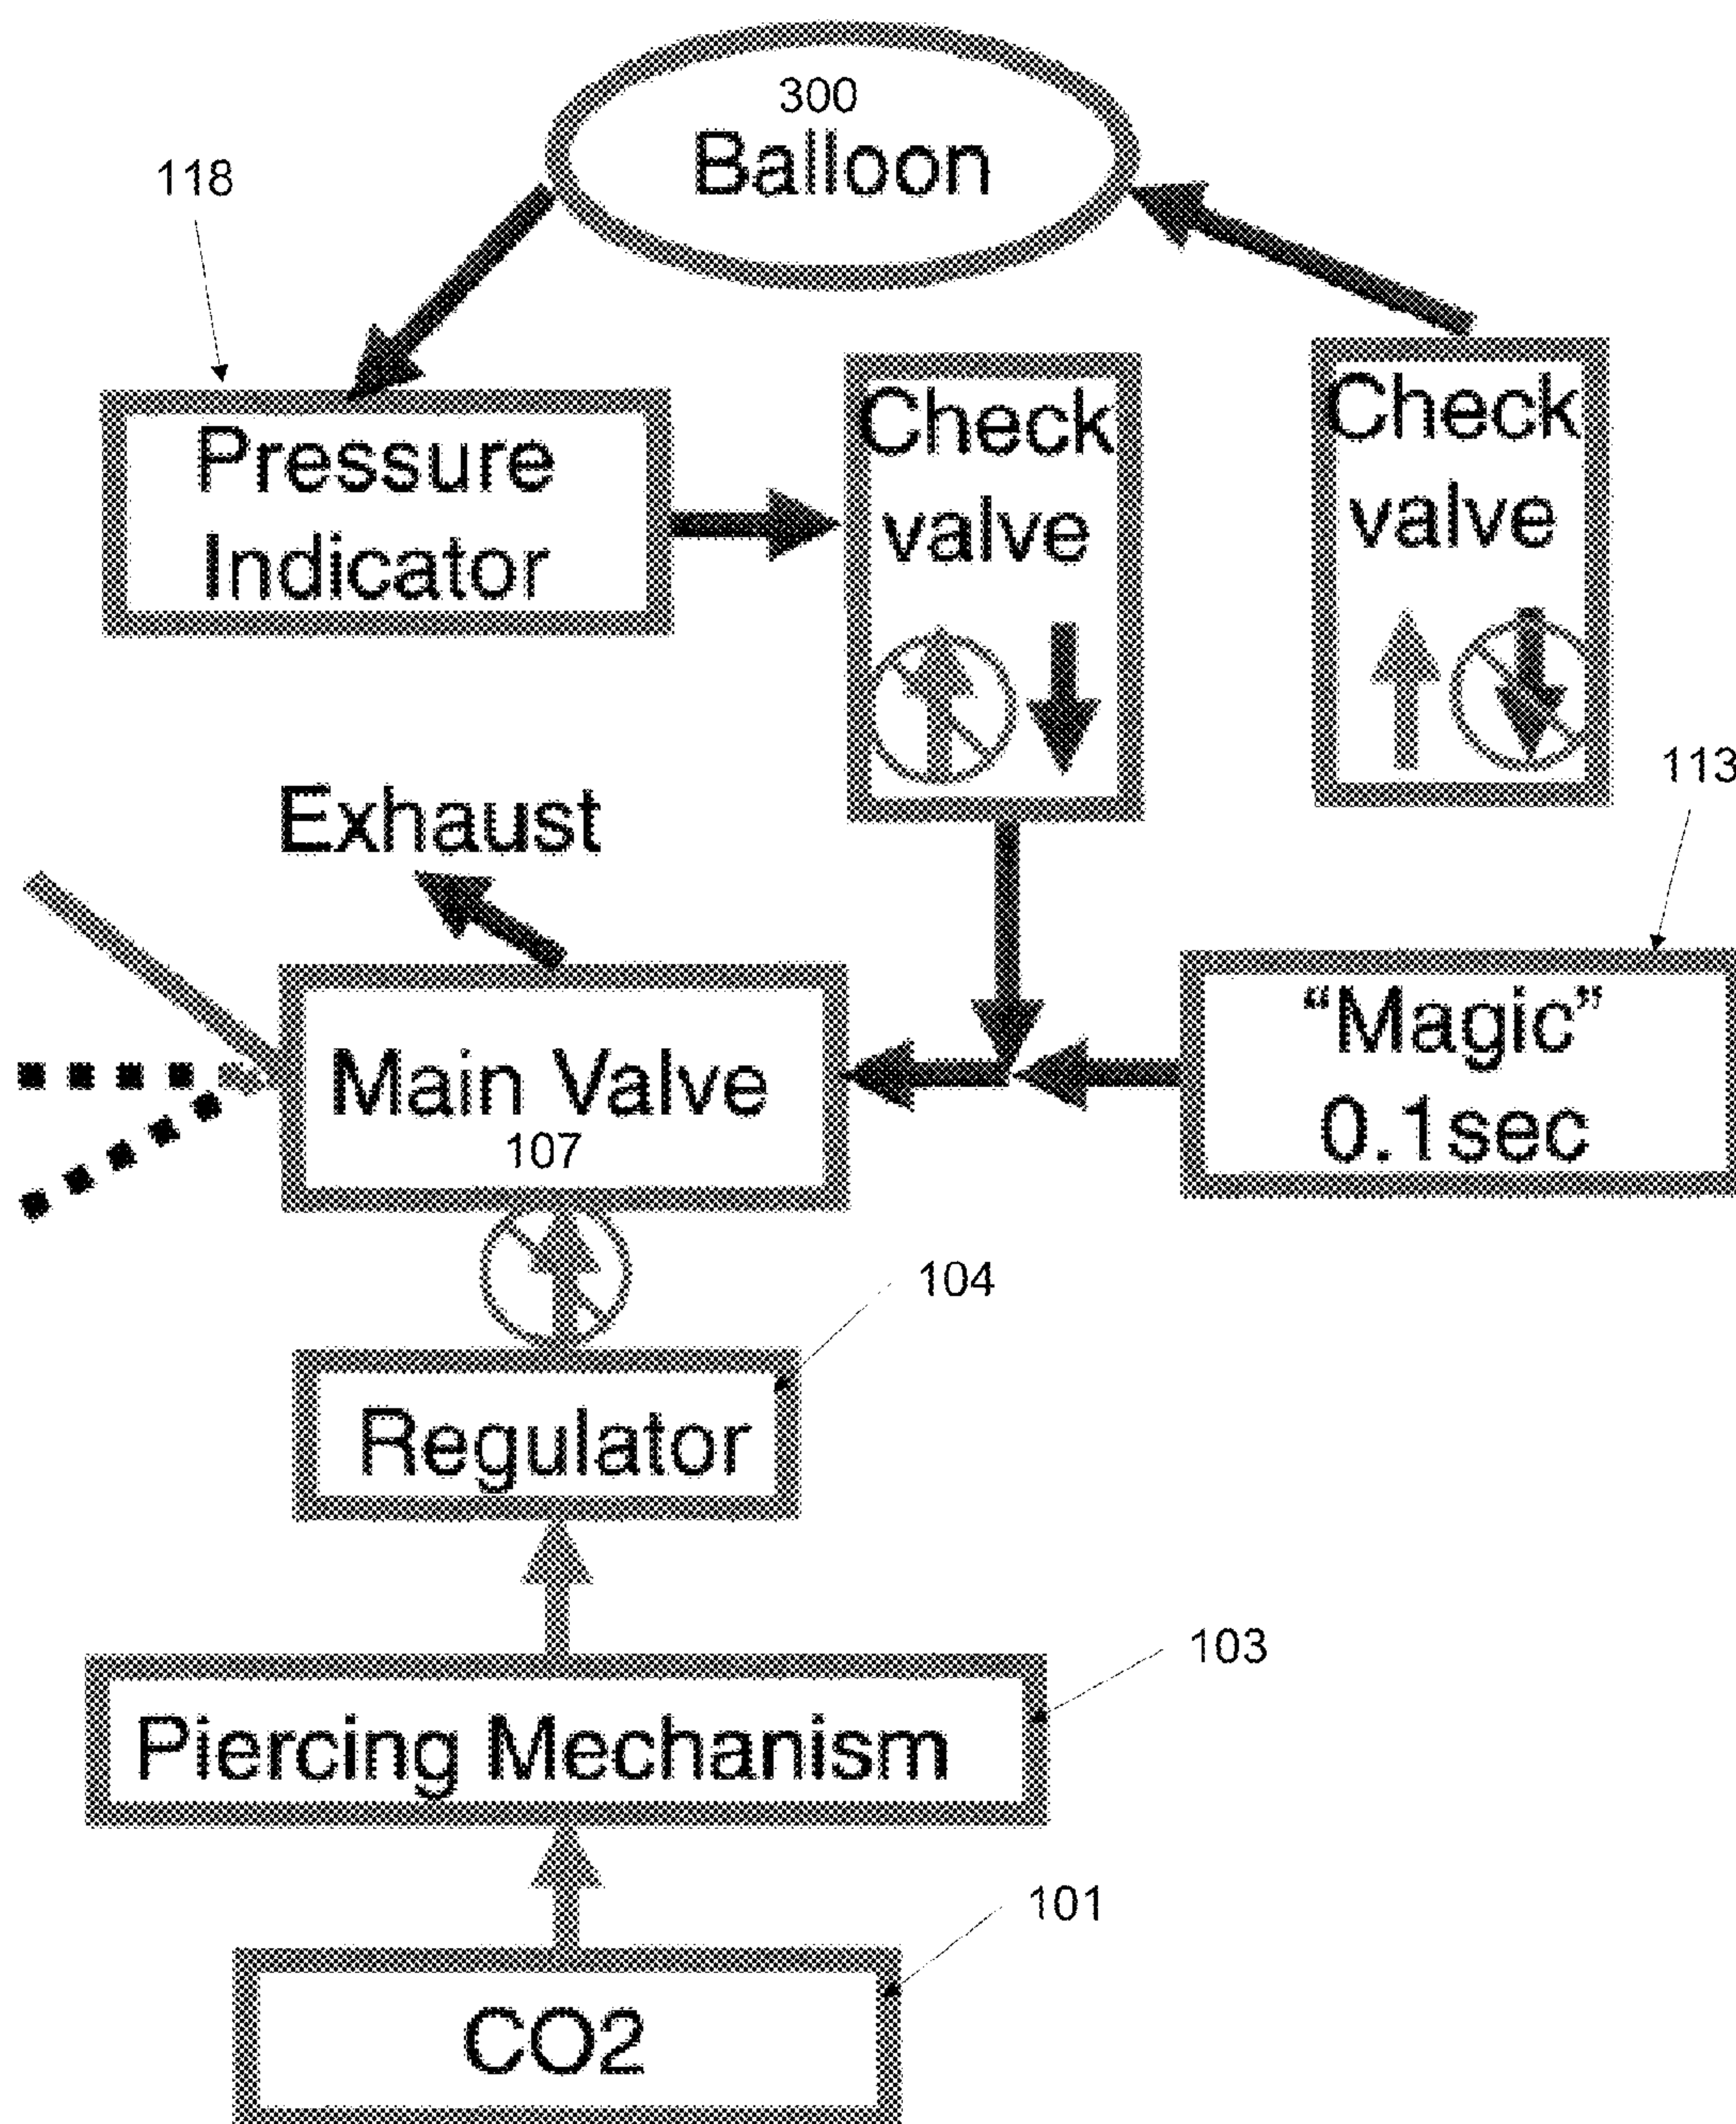 300
Balloon
118
Pressure
Indicator
Check
valve
Check
valve
113
Exhaust
Main Valve
107
“Magic”
0.1sec
104
Regulator
103
Piercing Mechanism
101
CO2